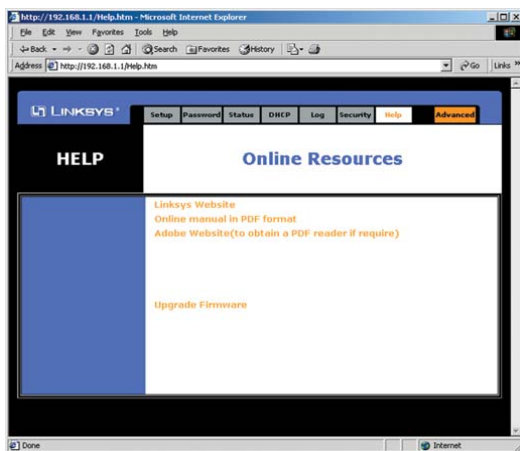 http://192.168.1.1/Help.htm - Microsoft Internet Explorer
File Edit View Favorites Tools Help
Back Search Favorites History
Address http://192.168.1.1/Help.htm Go Links »
LINKSYS®
Setup Password Status DHCP Log Security Help Advanced
HELP
Online Resources
Linksys Website
Online manual in PDF format
Adobe Website(to obtain a PDF reader if require)
Upgrade Firmware
Done Internet